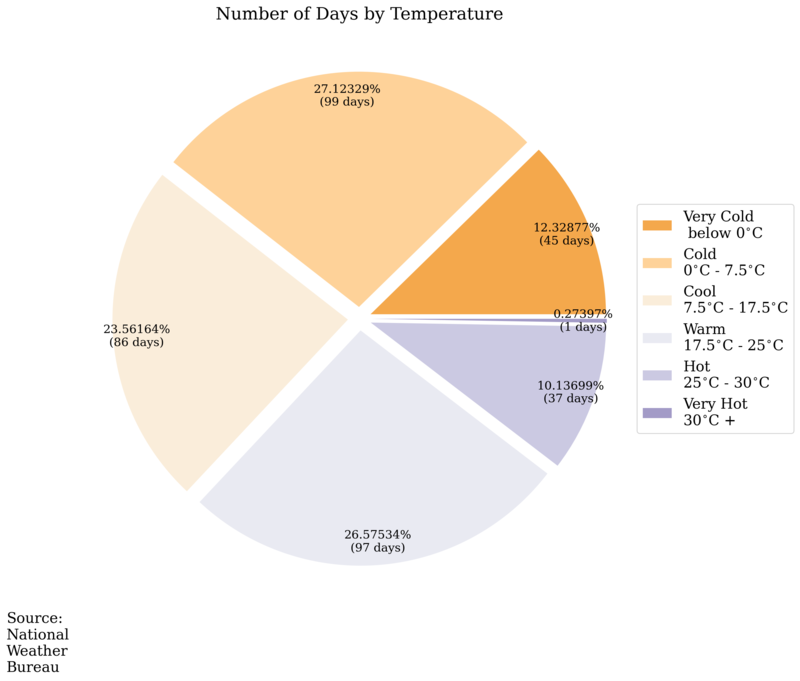 Number of Days by Temperature
27.12329%
(99 days)
12.32877%
(45 days)
0.27397%
(1 days)
23.56164%
(86 days)
10.13699%
(37 days)
26.57534%
(97 days)
Very Cold
below 0°C
Cold
0°C - 7.5°C
Cool
7.5°C - 17.5°C
Warm
17.5°C - 25°C
Hot
25°C - 30°C
Very Hot
30°C +
Source:
National
Weather
Bureau